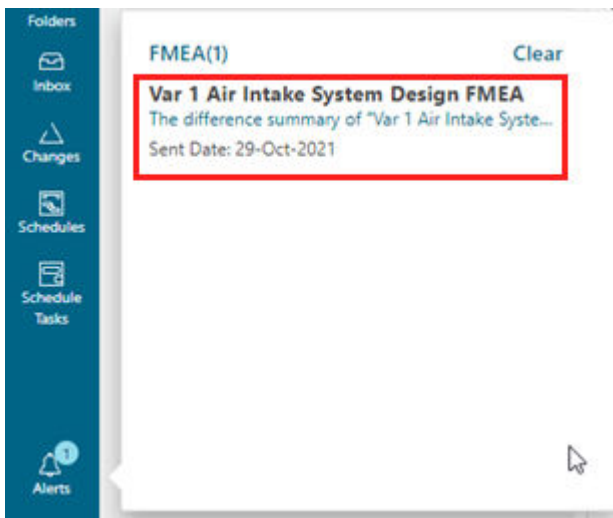 Folders
Inbox
Changes
Schedules
Schedule
Tasks
1
Alerts
FMEA(1) Clear
Var 1 Air Intake System Design FMEA
The difference summary of "Var 1 Air Intake Syste...
Sent Date: 29-Oct-2021